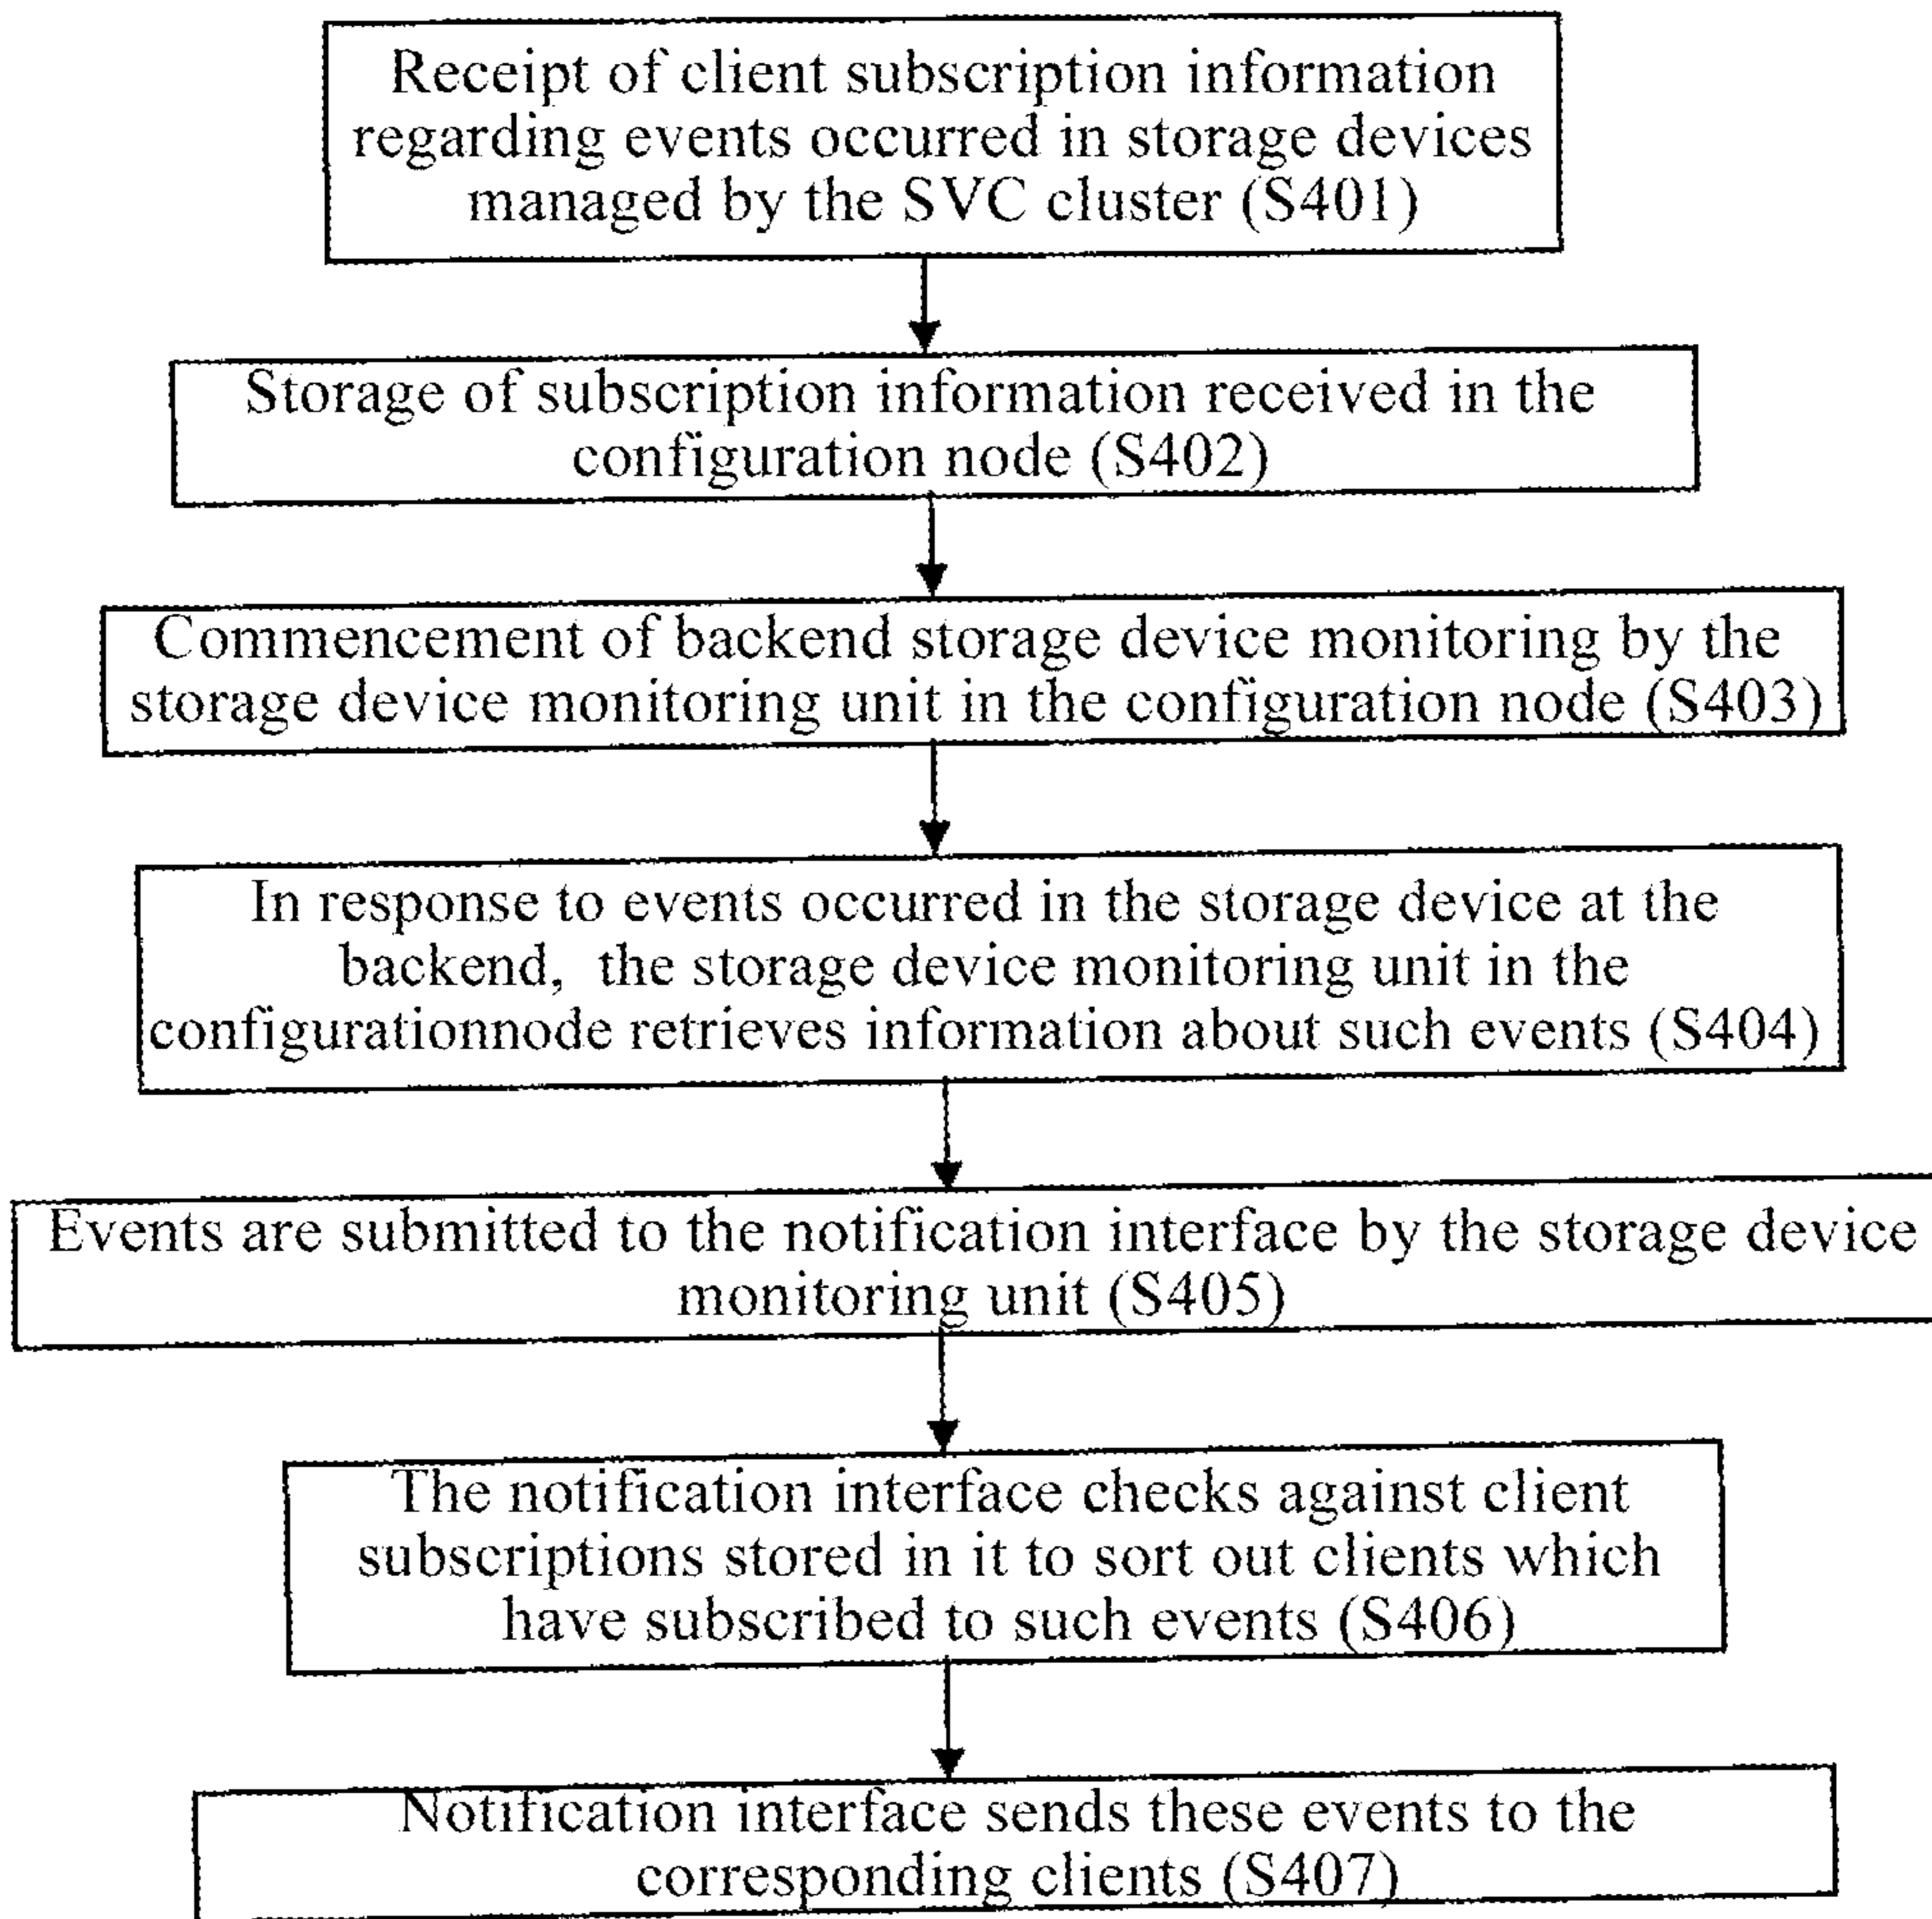 Receipt of client subscription information
regarding events occurred in storage devices
managed by the SVC cluster (S401)
Storage of subscription information received in the
configuration node (S402)
Commencement of backend storage device monitoring by the
storage device monitoring unit in the configuration node (S403)
In response to events occurred in the storage device at the
backend, the storage device monitoring unit in the
configurationnode retrieves information about such events (S404)
Events are submitted to the notification interface by the storage device
monitoring unit (S405)
The notification interface checks against client
subscriptions stored in it to sort out clients which
have subscribed to such events (S406)
Notification interface sends these events to the
corresponding clients (S407)